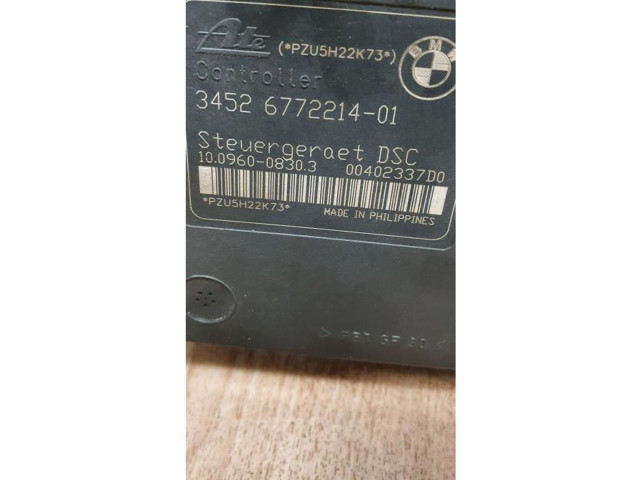 Ate (*PZU5H22K73*) BMW
Controller
3452 6772214-01
Steuergeraet DSC
10.0960-0830.3 00402337D0
*PZU5H22K73* MADE IN PHILIPPINES